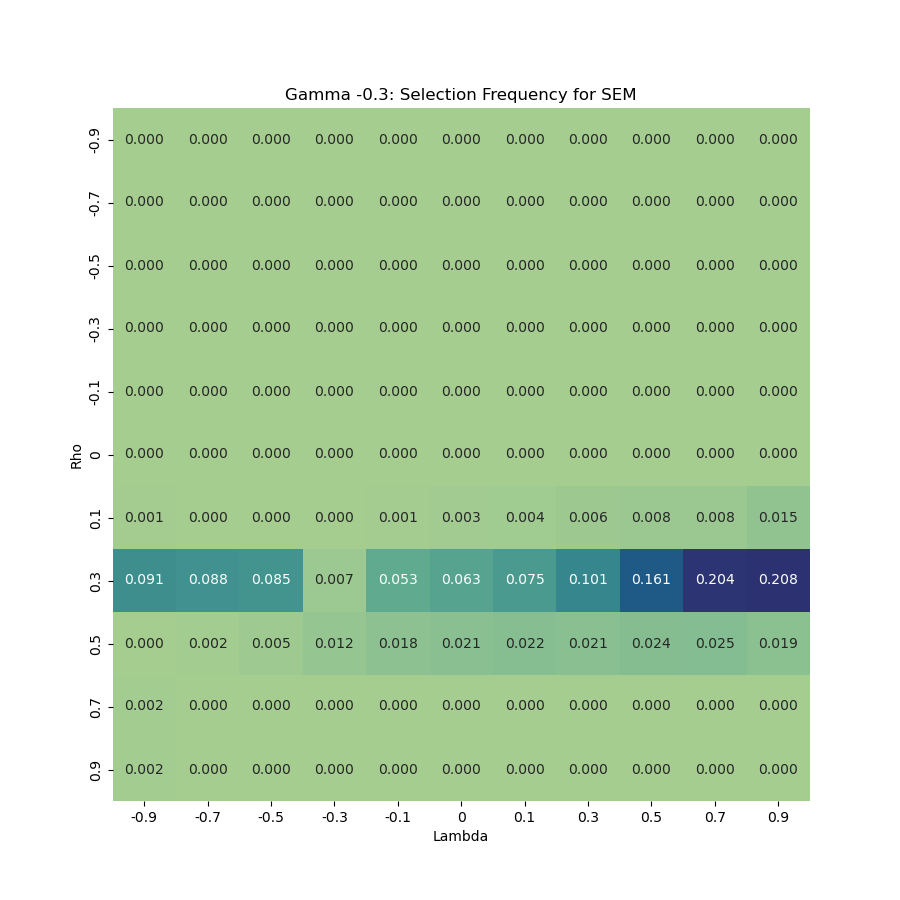 Gamma -0.3: Selection Frequency for SEM
Rho
-0.9 0.000 0.000 0.000 0.000 0.000 0.000 0.000 0.000 0.000 0.000 0.000
-0.7 0.000 0.000 0.000 0.000 0.000 0.000 0.000 0.000 0.000 0.000 0.000
-0.5 0.000 0.000 0.000 0.000 0.000 0.000 0.000 0.000 0.000 0.000 0.000
-0.3 0.000 0.000 0.000 0.000 0.000 0.000 0.000 0.000 0.000 0.000 0.000
-0.1 0.000 0.000 0.000 0.000 0.000 0.000 0.000 0.000 0.000 0.000 0.000
0 0.000 0.000 0.000 0.000 0.000 0.000 0.000 0.000 0.000 0.000 0.000
0.1 0.001 0.000 0.000 0.000 0.001 0.003 0.004 0.006 0.008 0.008 0.015
0.3 0.091 0.088 0.085 0.007 0.053 0.063 0.075 0.101 0.161 0.204 0.208
0.5 0.000 0.002 0.005 0.012 0.018 0.021 0.022 0.021 0.024 0.025 0.019
0.7 0.002 0.000 0.000 0.000 0.000 0.000 0.000 0.000 0.000 0.000 0.000
0.9 0.002 0.000 0.000 0.000 0.000 0.000 0.000 0.000 0.000 0.000 0.000
-0.9 -0.7 -0.5 -0.3 -0.1 0 0.1 0.3 0.5 0.7 0.9
Lambda